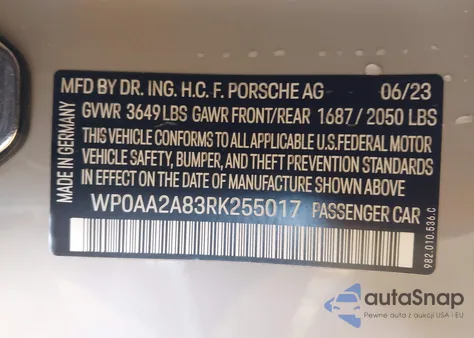 MFD BY DR. ING. H.C. F. PORSCHE AG 06/23
GVWR 3649LBS GAWR FRONT/REAR 1687/2050 LBS
THIS VEHICLE CONFORMS TO ALL APPLICABLE U.S.FEDERAL MOTOR
VEHICLE SAFETY, BUMPER, AND THEFT PREVENTION STANDARDS
IN EFFECT ON THE DATE OF MANUFACTURE SHOWN ABOVE.
WP0AA2A83RK255017 PASSENGER CAR
MADE IN GERMANY
982.010.536.C
autoSnap
Pewne auta z aukcji USA i EU